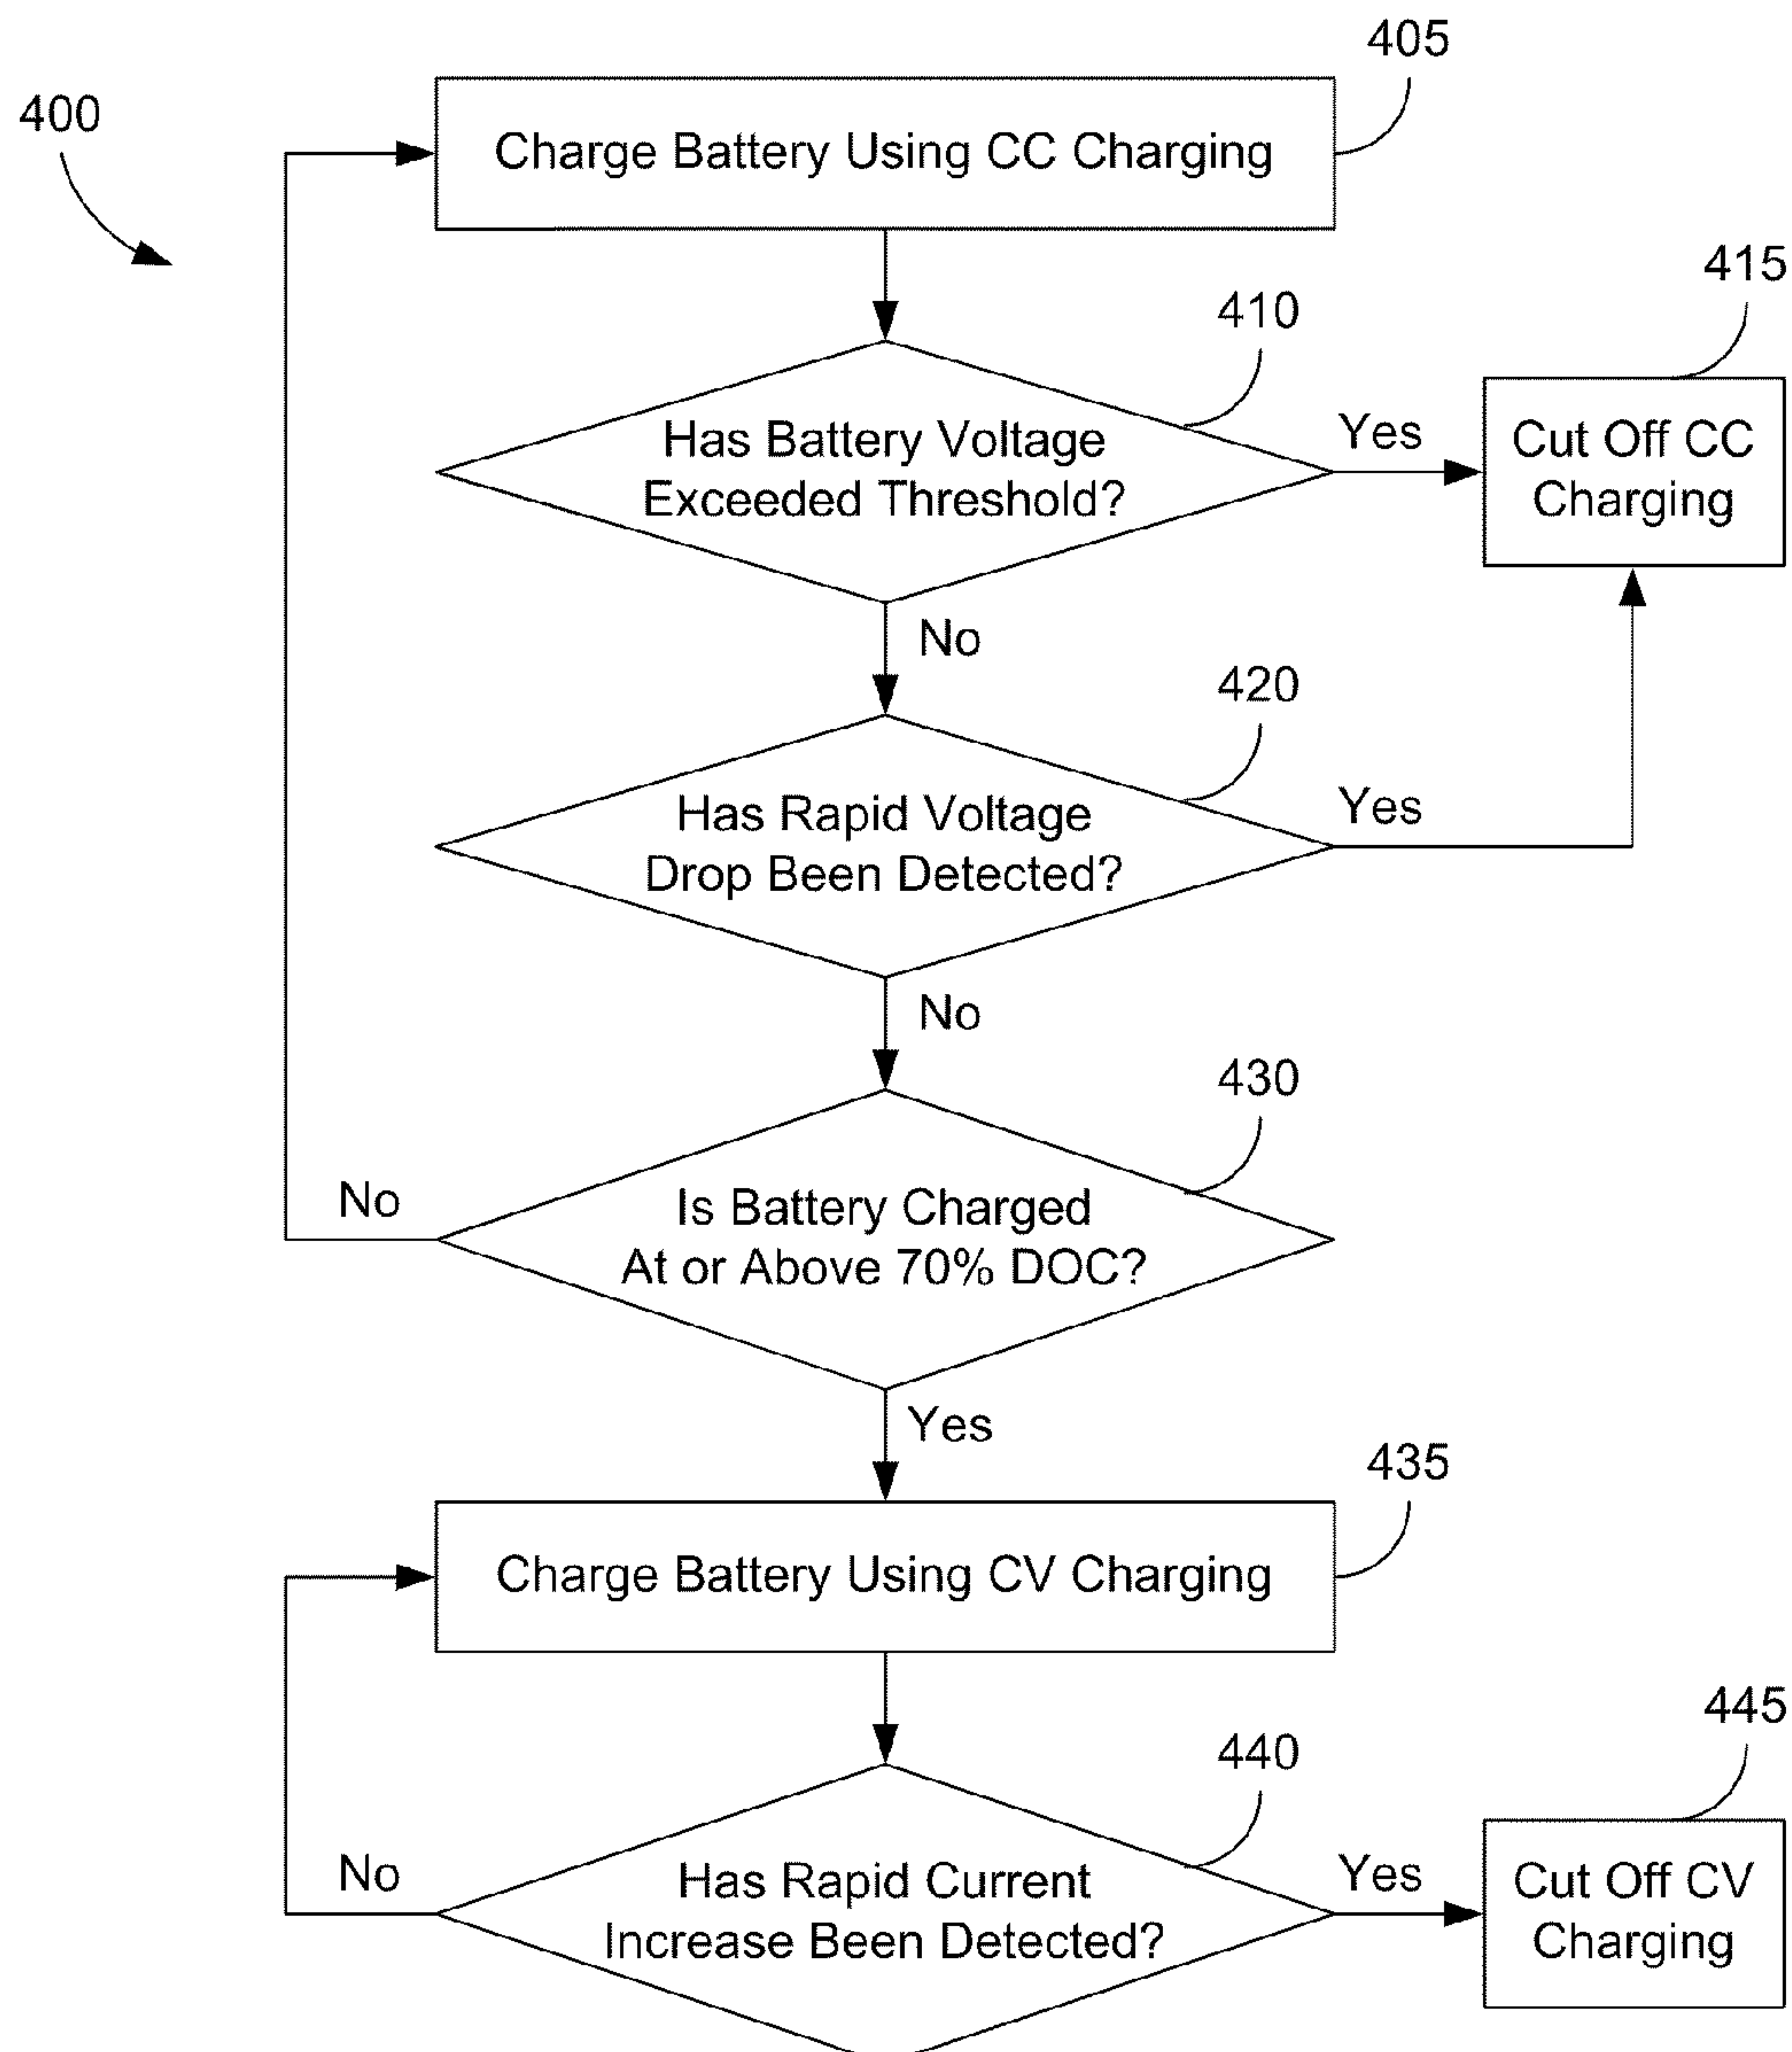 405
400
Charge Battery Using CC Charging
415
410
Has Battery Voltage
Exceeded Threshold?
Yes
Cut Off CC
Charging
No
420
Has Rapid Voltage
Drop Been Detected?
Yes
No
430
No
Is Battery Charged
At or Above 70% DOC?
Yes
435
Charge Battery Using CV Charging
445
440
No
Has Rapid Current
Increase Been Detected?
Yes
Cut Off CV
Charging